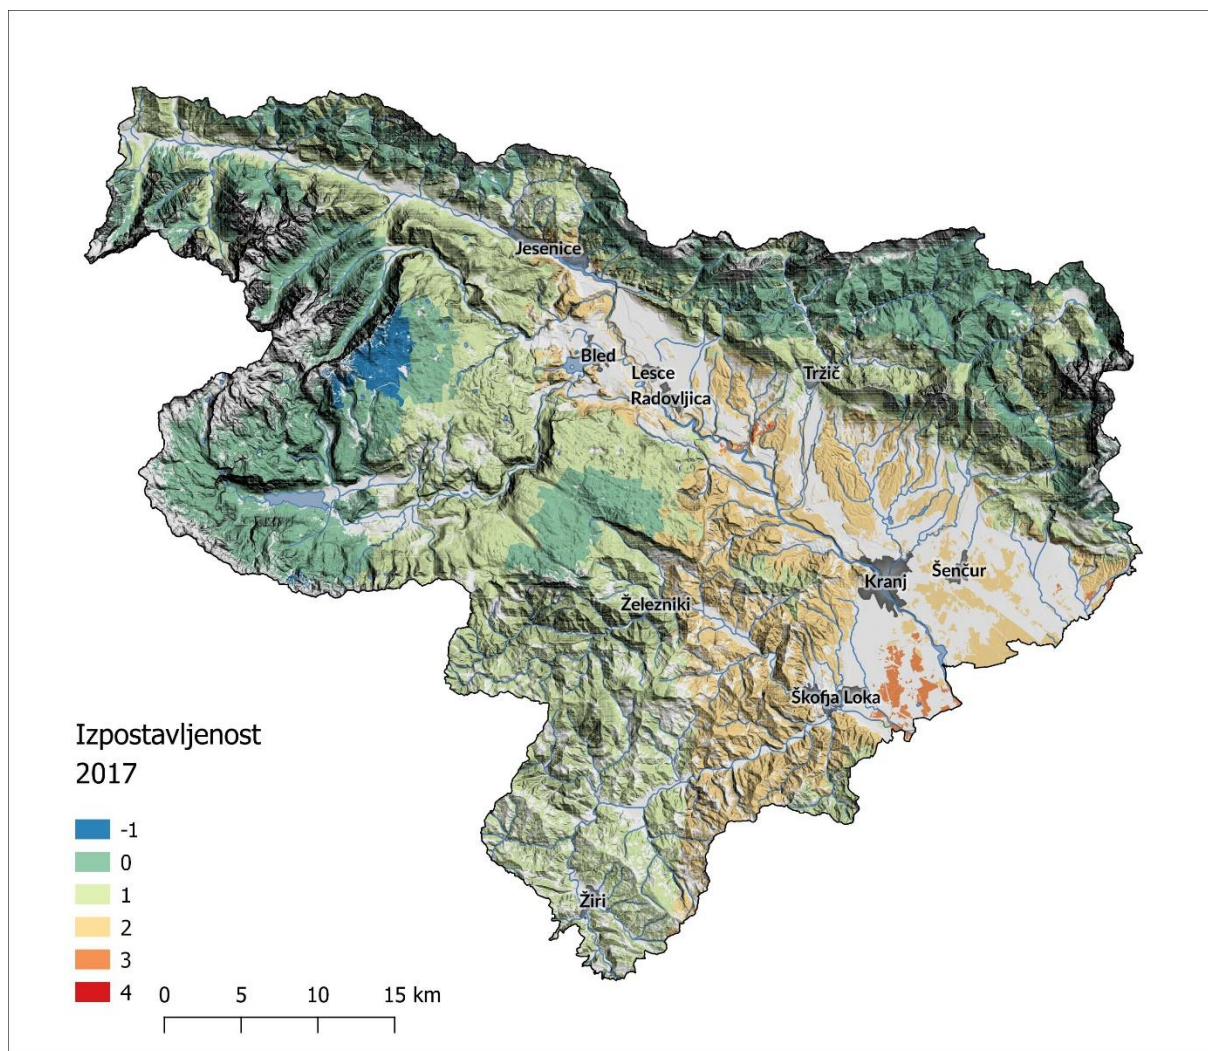 Jesenice
Bled
Lesce
Radovljica
Tržič
Kranj
Šenčur
Železniki
Škofja Loka
Žiri
Izpostavljenost
2017
-1
0
1
2
3
4
0 5 10 15 km